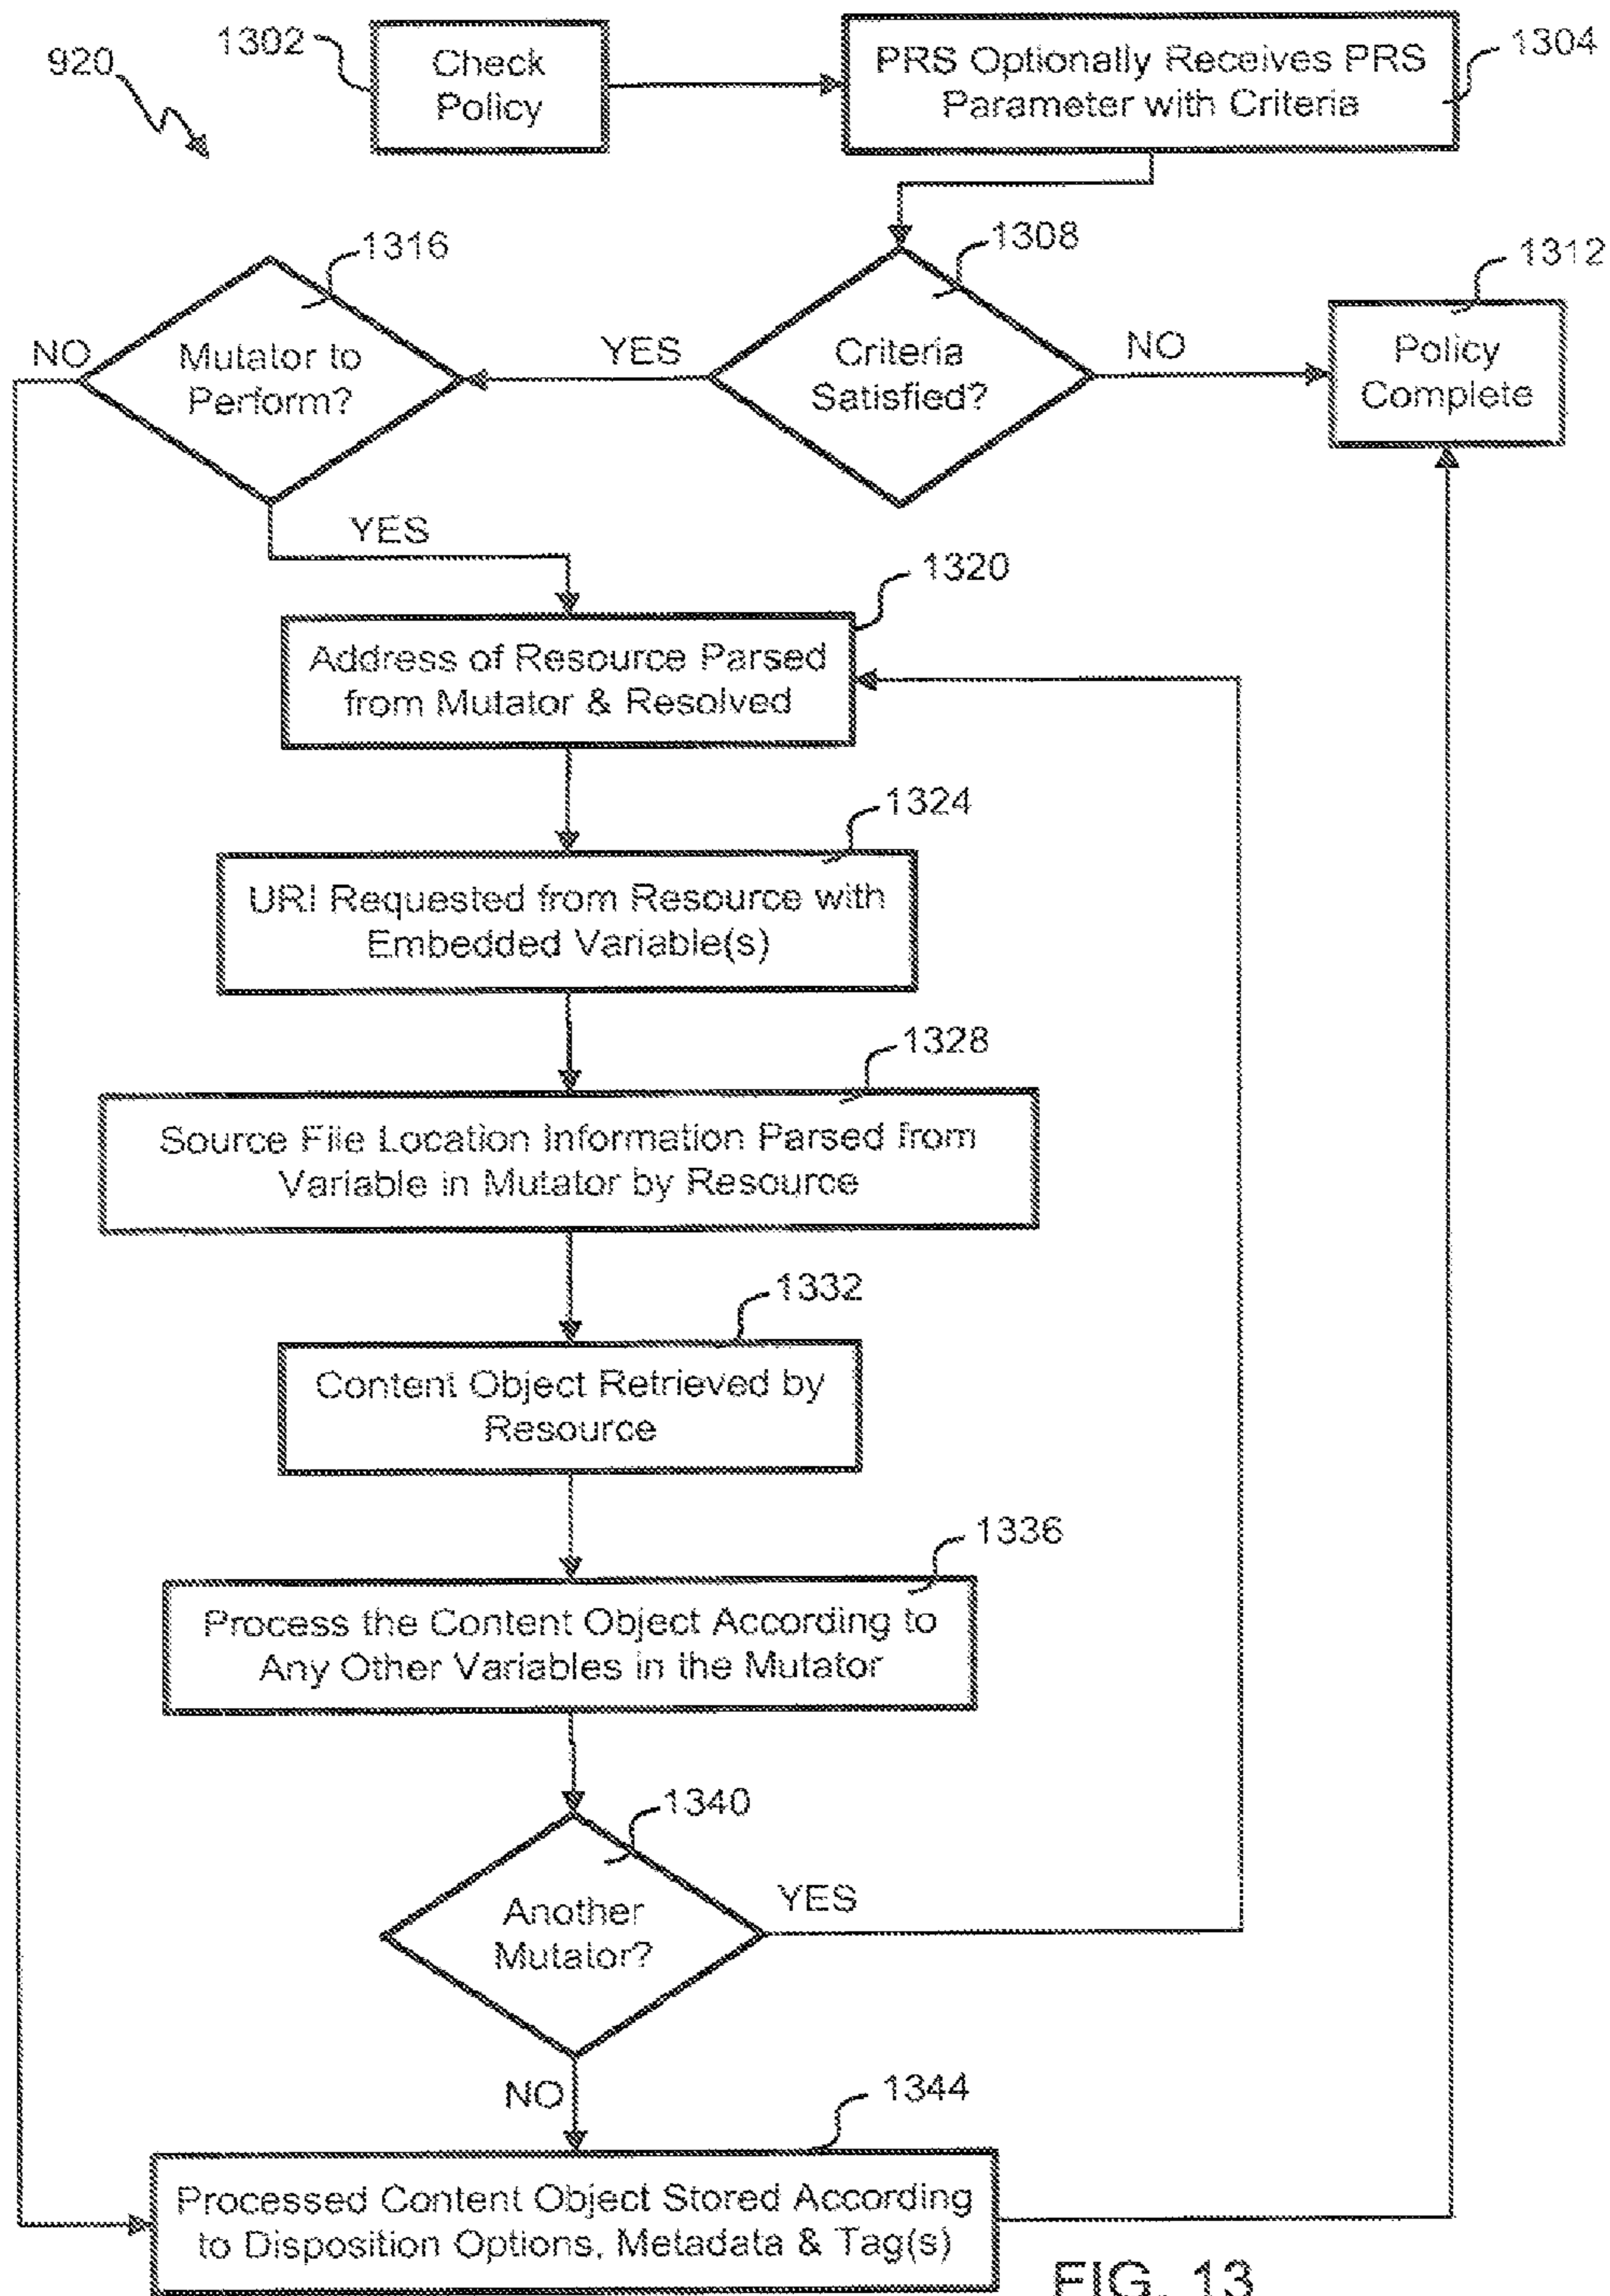 920
1302
Check
Policy
PRS Optionally Receives PRS
Parameter with Criteria
1304
1316
1308
1312
NO
Mutator to
Perform?
YES
Criteria
Satisfied?
NO
Policy
Complete
YES
1320
Address of Resource Parsed
from Mutator & Resolved
1324
URI Requested from Resource with
Embedded Variable(s)
1328
Source File Location Information Parsed from
Variable in Mutator by Resource
1332
Content Object Retrieved by
Resource
1336
Process the Content Object According to
Any Other Variables in the Mutator
1340
Another
Mutator?
YES
NO
1344
Processed Content Object Stored According
to Disposition Options, Metadata & Tag(s)
FIG. 13